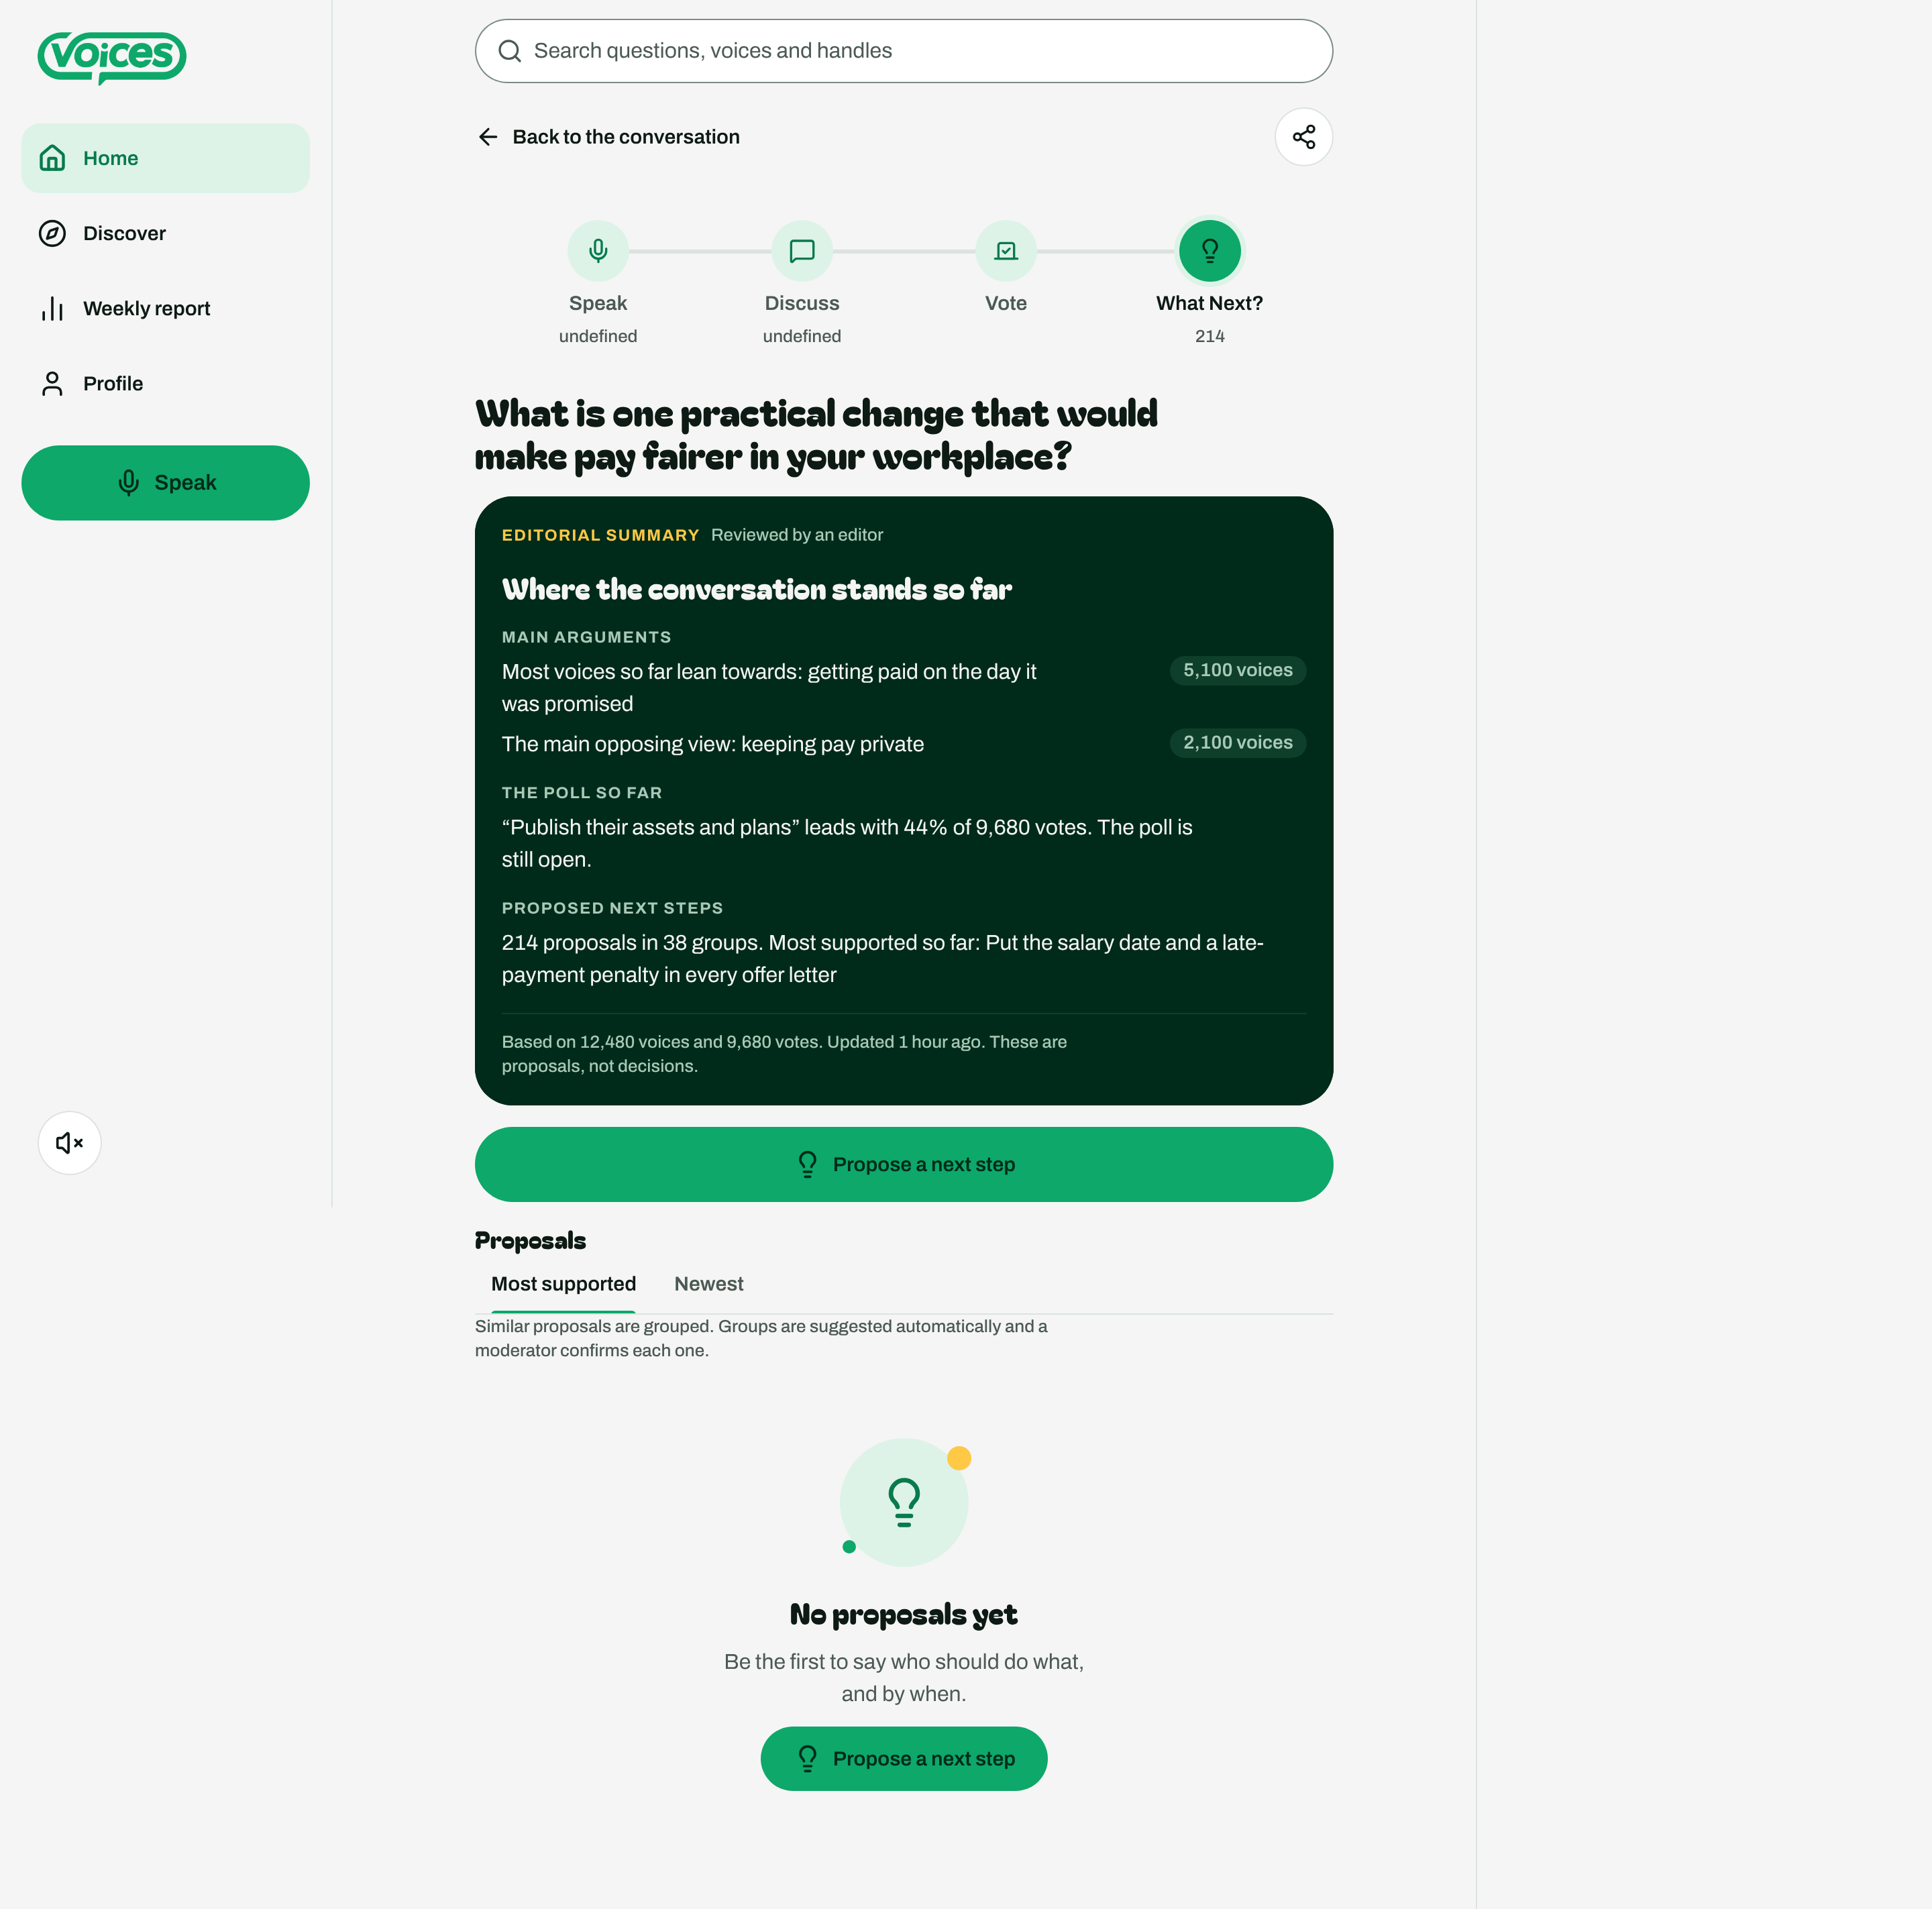 Voices
Search questions, voices and handles
Back to the conversation
Home
Discover
Weekly report
Profile
Speak
Speak
undefined
Discuss
undefined
Vote
What Next?
214
What is one practical change that would
make pay fairer in your workplace?
EDITORIAL SUMMARY Reviewed by an editor
Where the conversation stands so far
MAIN ARGUMENTS
Most voices so far lean towards: getting paid on the day it
was promised
5,100 voices
The main opposing view: keeping pay private
2,100 voices
THE POLL SO FAR
“Publish their assets and plans” leads with 44% of 9,680 votes. The poll is
still open.
PROPOSED NEXT STEPS
214 proposals in 38 groups. Most supported so far: Put the salary date and a late-
payment penalty in every offer letter
Based on 12,480 voices and 9,680 votes. Updated 1 hour ago. These are
proposals, not decisions.
Propose a next step
Proposals
Most supported
Newest
Similar proposals are grouped. Groups are suggested automatically and a
moderator confirms each one.
No proposals yet
Be the first to say who should do what,
and by when.
Propose a next step